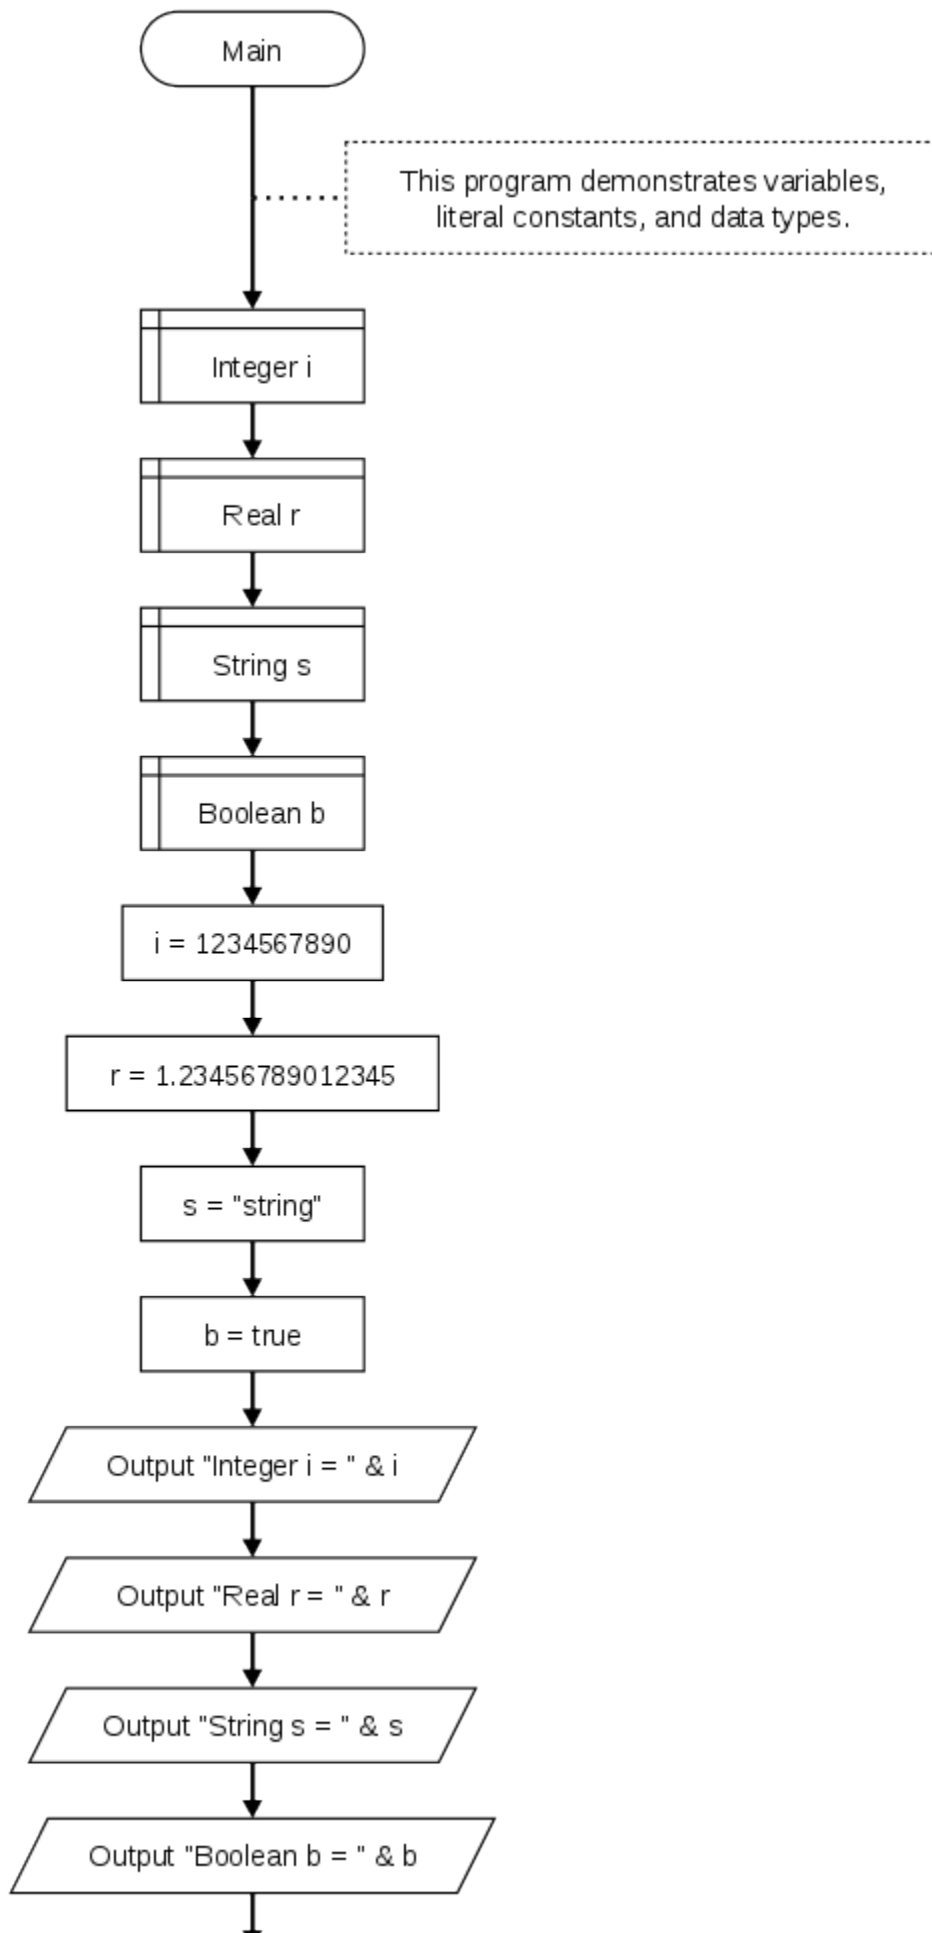 Main
This program demonstrates variables,
literal constants, and data types.
Integer i
Real r
String s
Boolean b
i = 1234567890
r = 1.23456789012345
s = "string"
b = true
Output "Integer i = " & i
Output "Real r = " & r
Output "String s = " & s
Output "Boolean b = " & b